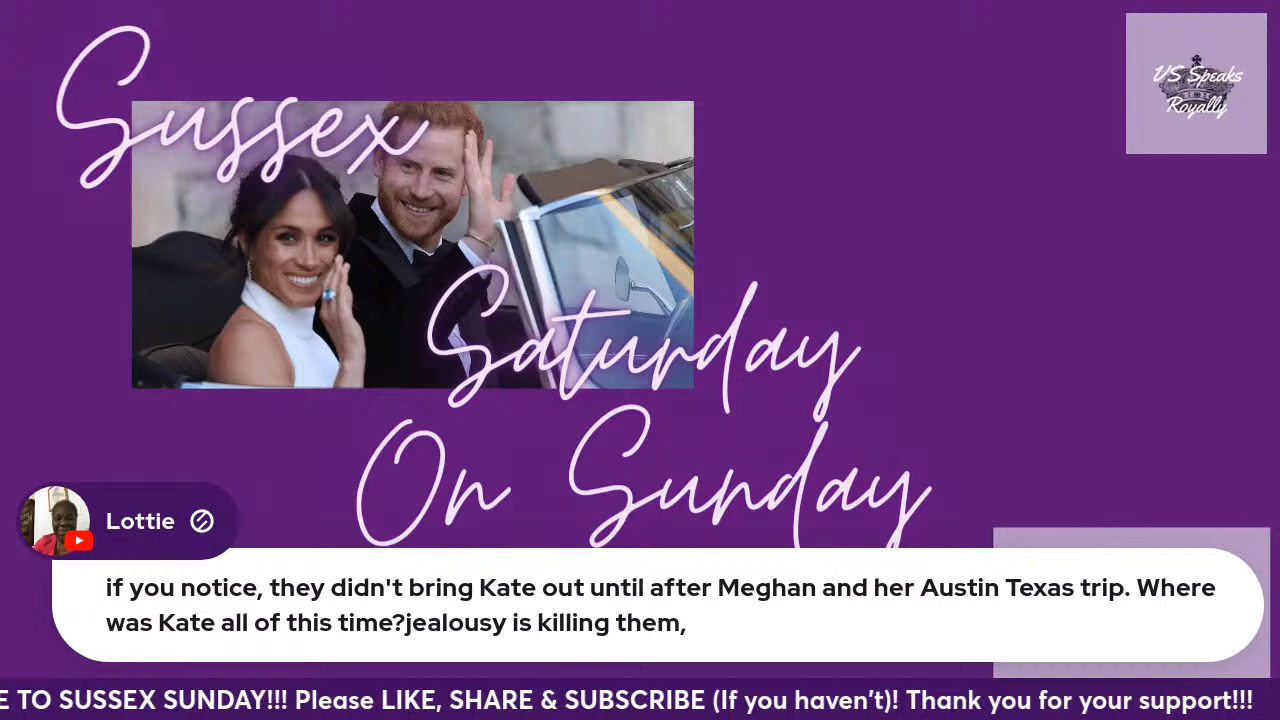 Sussex
US Speaks
Royally
Saturday
On Sunday
Lottie
if you notice, they didn't bring Kate out until after Meghan and her Austin Texas trip. Where
was Kate all of this time?jealousy is killing them,
E TO SUSSEX SUNDAY!!! Please LIKE, SHARE & SUBSCRIBE (If you haven't)! Thank you for your support!!!